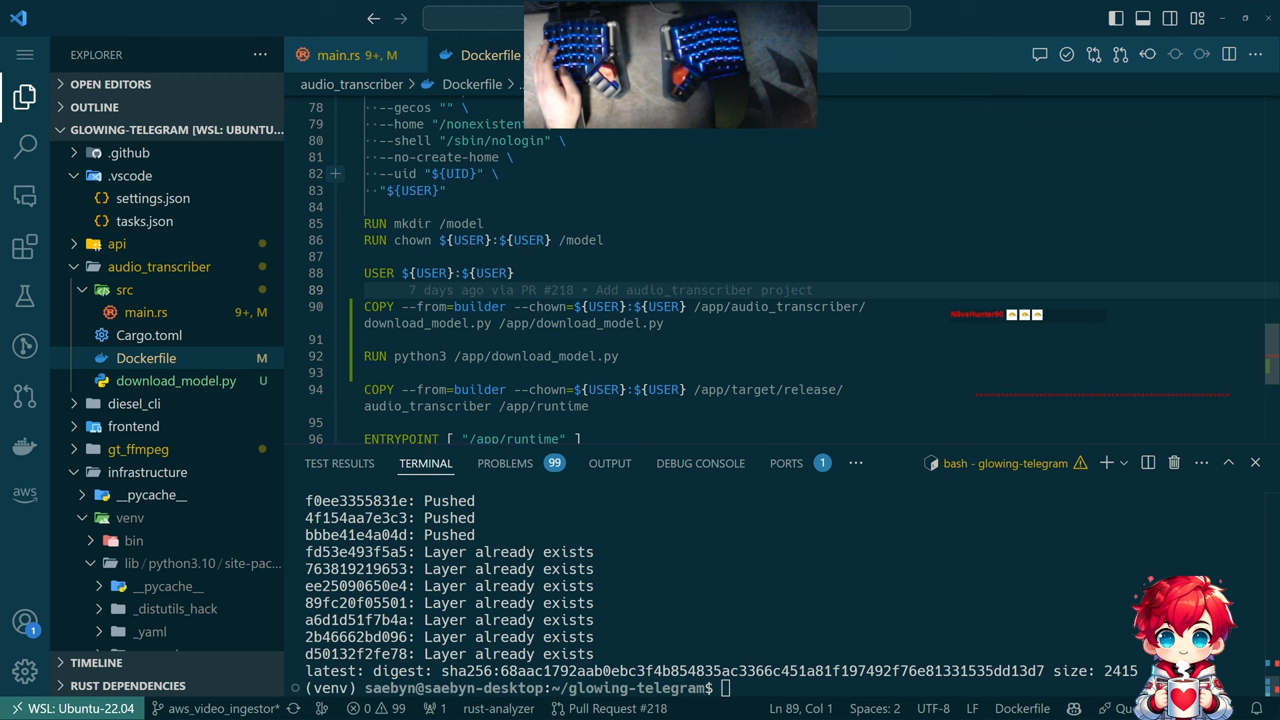 EXPLORER
OPEN EDITORS
OUTLINE
GLOWING-TELEGRAM [WSL: UBUNTU...
.github
.vscode
settings.json
tasks.json
api
audio_transcriber
src
main.rs 9+, M
Cargo.toml
Dockerfile M
download_model.py U
diesel_cli
frontend
gt_ffmpeg
infrastructure
__pycache__
venv
bin
lib/python3.10/site-pac...
__pycache__
_distutils_hack
_yaml
TIMELINE
RUST DEPENDENCIES
main.rs 9+, M
Dockerfile
audio_transcriber > Dockerfile > ...
78 --gecos "" \
79 --home "/nonexistent
80 --shell "/sbin/nologin" \
81 --no-create-home \
82 --uid "${UID}" \
83 "${USER}"
84
85 RUN mkdir /model
86 RUN chown ${USER}:${USER} /model
87
88 USER ${USER}:${USER}
89 7 days ago via PR #218 • Add audio_transcriber project
90 COPY --from=builder --chown=${USER}:${USER} /app/audio_transcriber/
download_model.py /app/download_model.py
91
92 RUN python3 /app/download_model.py
93
94 COPY --from=builder --chown=${USER}:${USER} /app/target/release/
audio_transcriber /app/runtime
95
96 ENTRYPOINT [ "/app/runtime" ]
N8veHunter90
TEST RESULTS TERMINAL PROBLEMS 99 OUTPUT DEBUG CONSOLE PORTS 1 ... bash - glowing-telegram
f0ee3355831e: Pushed
4f154aa7e3c3: Pushed
bbbe41e4a04d: Pushed
fd53e493f5a5: Layer already exists
763819219653: Layer already exists
ee25090650e4: Layer already exists
89fc20f05501: Layer already exists
a6d1d51f7b4a: Layer already exists
2b46662bd096: Layer already exists
d50132f2fe78: Layer already exists
latest: digest: sha256:68aac1792aab0ebc3f4b854835ac3366c451a81f197492f76e81331535dd13d7 size: 2415
(venv) saebyn@saebyn-desktop:~/glowing-telegram$
1
WSL: Ubuntu-22.04 aws_video_ingestor* 0 99 1 rust-analyzer Pull Request #218 Ln 89, Col 1 Spaces: 2 UTF-8 LF Dockerfile